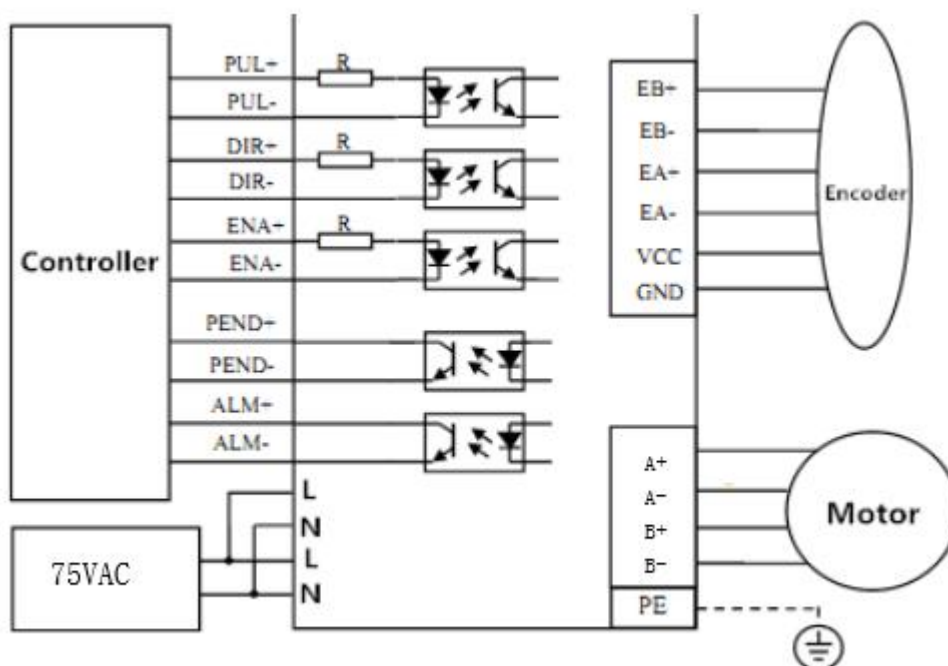 Controller
PUL+
R
PUL-
DIR+
R
DIR-
ENA+
R
ENA-
PEND+
PEND-
ALM+
ALM-
L
N
L
N
75VAC
EB+
EB-
EA+
EA-
VCC
GND
Encoder
A+
A-
B+
B-
PE
Motor